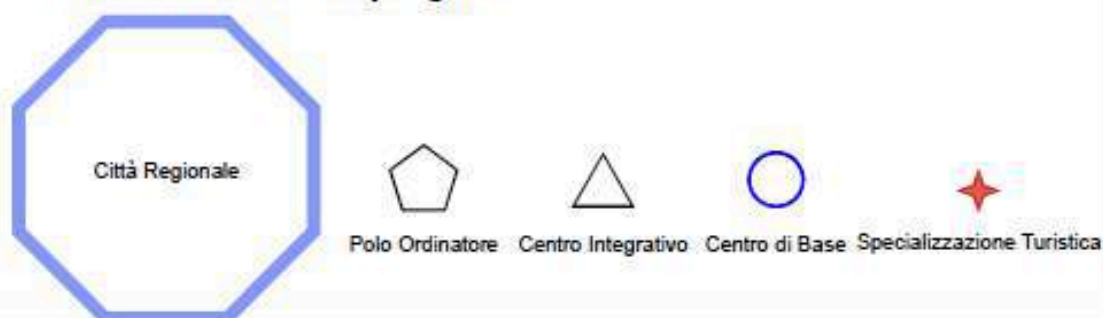 Città Regionale
Polo Ordinatore
Centro Integrativo
Centro di Base
Specializzazione Turistica